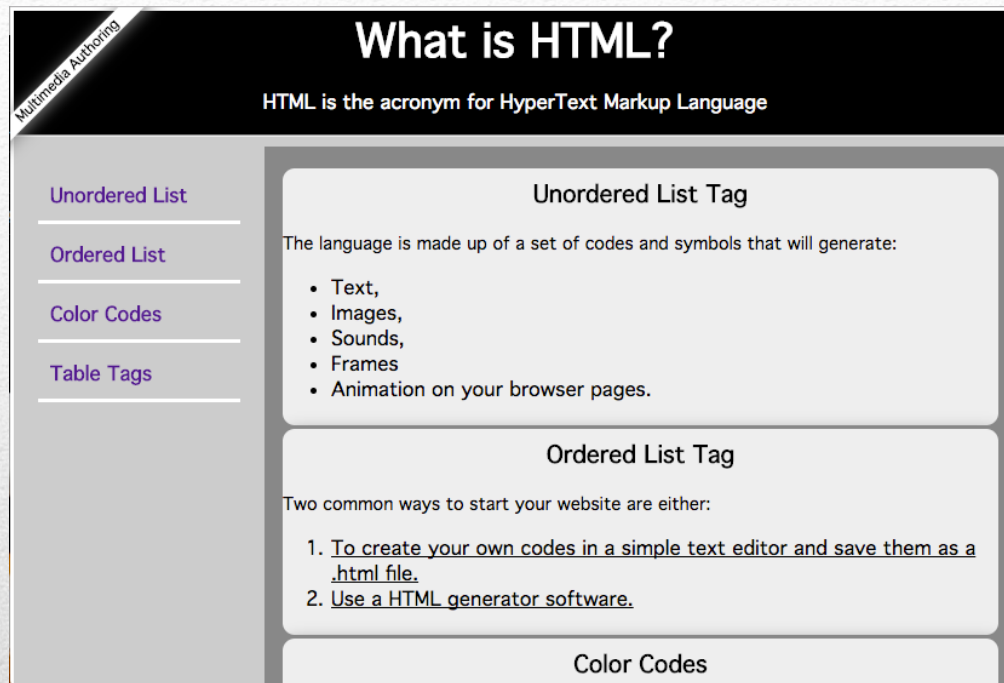 Multimedia Authoring
What is HTML?
HTML is the acronym for HyperText Markup Language
Unordered List
Ordered List
Color Codes
Table Tags
Unordered List Tag
The language is made up of a set of codes and symbols that will generate:
• Text,
• Images,
• Sounds,
• Frames
• Animation on your browser pages.
Ordered List Tag
Two common ways to start your website are either:
1. To create your own codes in a simple text editor and save them as a
.html file.
2. Use a HTML generator software.
Color Codes